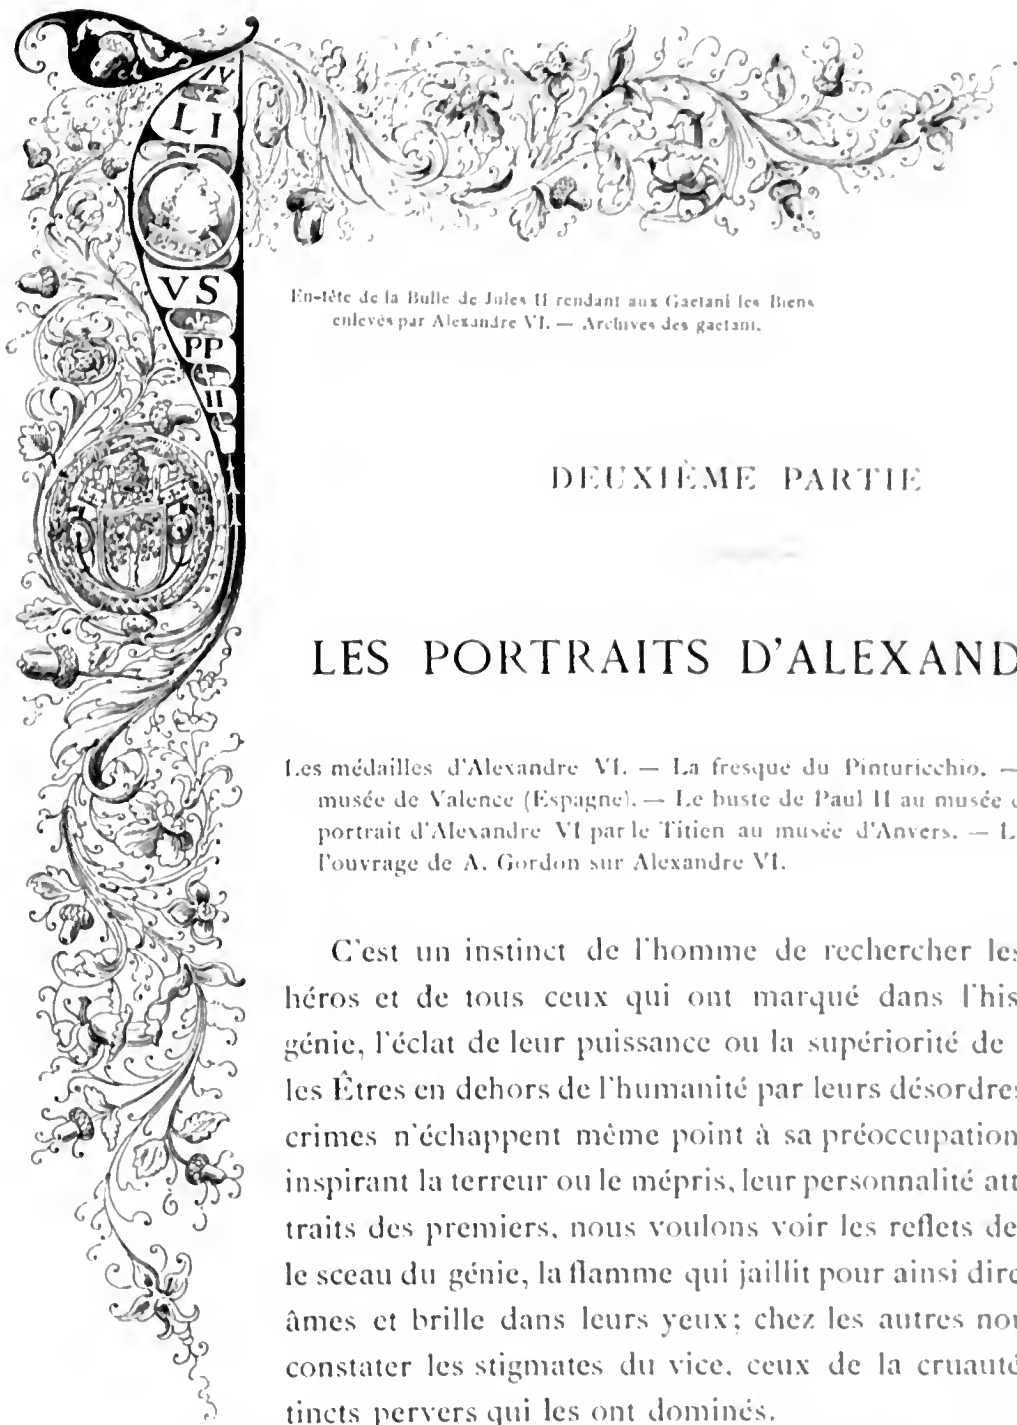 IV
LI
VS
PP
II
En-tête de la Bulle de Jules II rendant aux Gaetani les Biens
enlevés par Alexandre VI. — Archives des gaetani.
DEUXIÈME PARTIE
LES PORTRAITS D'ALEXAND
Les médailles d'Alexandre VI. — La fresque du Pinturicchio. —
musée de Valence (Espagne). — Le buste de Paul II au musée
portrait d'Alexandre VI par le Titien au musée d'Anvers. — L
l'ouvrage de A. Gordon sur Alexandre VI.
C'est un instinct de l'homme de rechercher les
héros et de tous ceux qui ont marqué dans l'his
génie, l'éclat de leur puissance ou la supériorité de
les Êtres en dehors de l'humanité par leurs désordres
crimes n'échappent même point à sa préoccupation
inspirant la terreur ou le mépris, leur personnalité att
traits des premiers, nous voulons voir les reflets de
le sceau du génie, la flamme qui jaillit pour ainsi dire
âmes et brille dans leurs yeux; chez les autres nou
constater les stigmates du vice, ceux de la cruauté
tincts pervers qui les ont dominés.